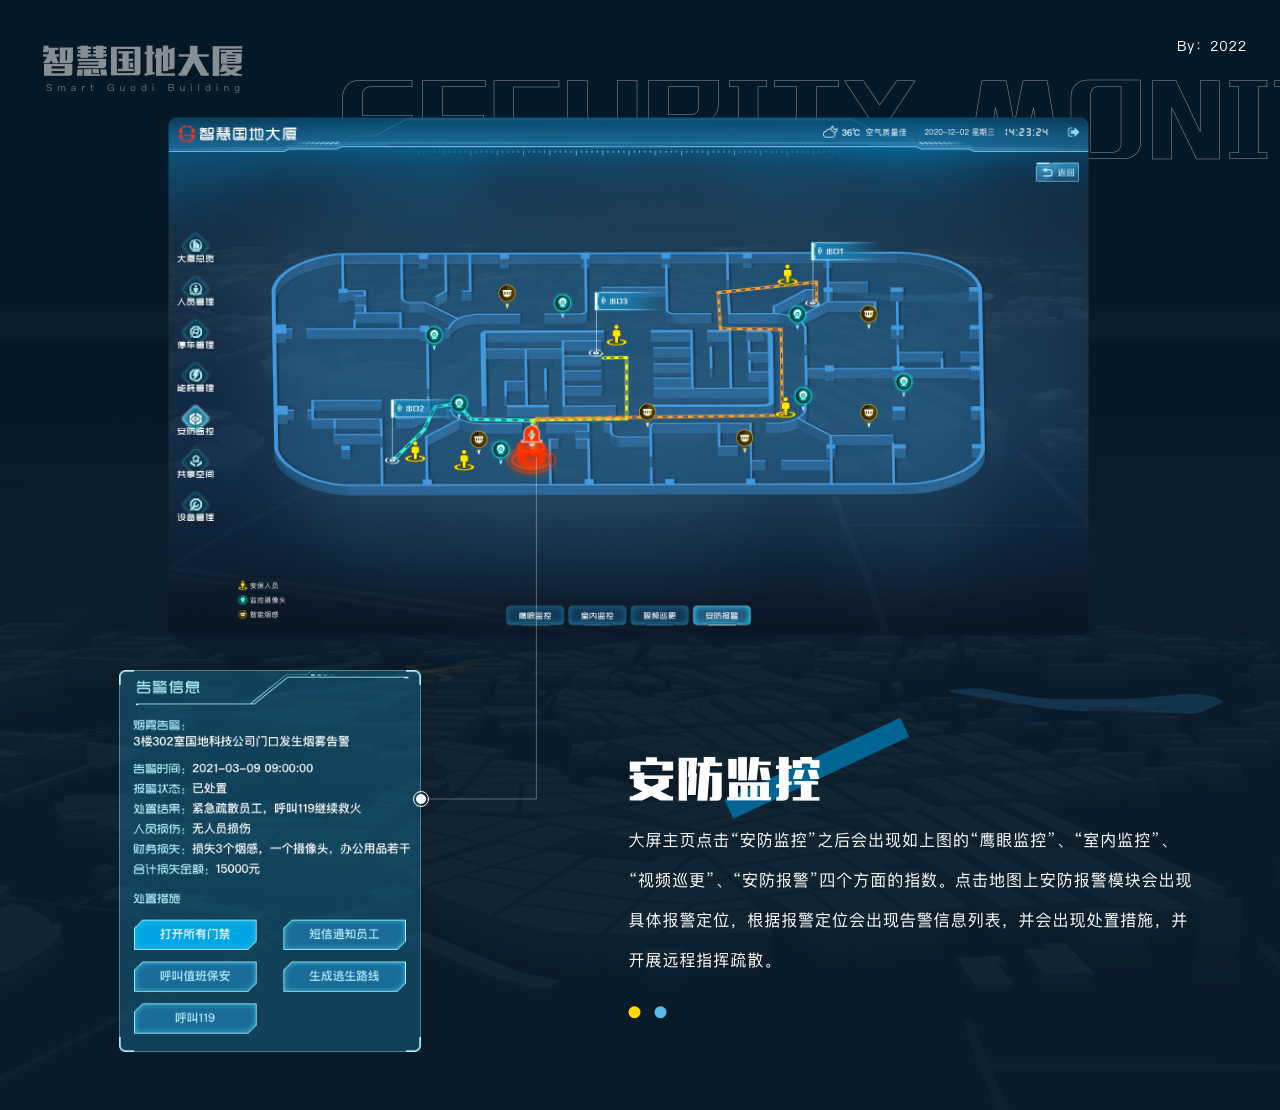 智慧国地大厦
Smart Guodi Building
By: 2022
SECURITY MONI
智慧国地大厦
36℃ 空气质量佳
2020-12-02 星期三 14:23:24
返回
出口1
出口3
大厦总览
人员管理
停车管理
能耗管理
出口2
安防监控
共享空间
设备管理
安保人员
监控摄像头
智能烟感
鹰眼监控
室内监控
视频巡更
安防报警
告警信息
烟雾告警:
3楼302室国地科技公司门口发生烟雾告警
告警时间: 2021-03-09 09:00:00
报警状态: 已处置
处置结果: 紧急疏散员工，呼叫119继续救火
人员损伤: 无人员损伤
财务损失: 损失3个烟感，一个摄像头，办公用品若干
合计损失金额: 15000元
处置措施
打开所有门禁
短信通知员工
呼叫值班保安
生成逃生路线
呼叫119
安防监控
大屏主页点击“安防监控”之后会出现如上图的“鹰眼监控”、“室内监控”、
“视频巡更”、“安防报警”四个方面的指数。点击地图上安防报警模块会出现
具体报警定位，根据报警定位会出现告警信息列表，并会出现处置措施，并
开展远程指挥疏散。